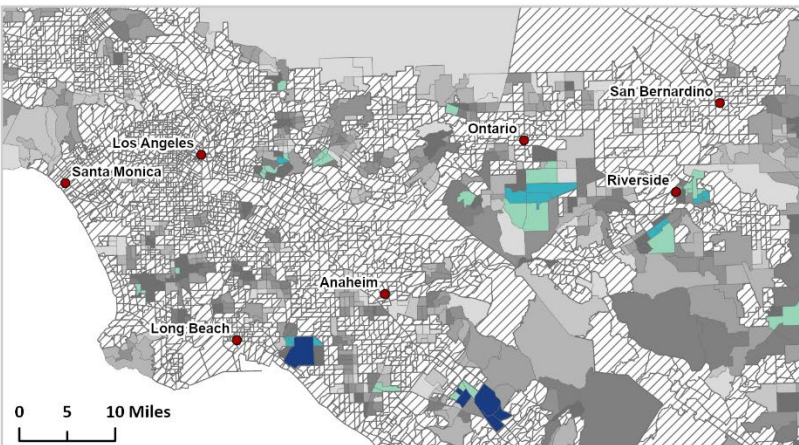 San Bernardino
Ontario
Los Angeles
Santa Monica
Riverside
Anaheim
Long Beach
0 5 10 Miles